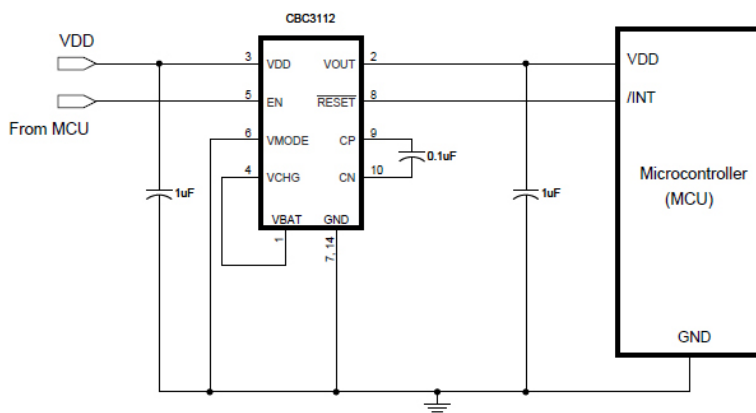 CBC3112
VDD
3 VDD VOUT 2
VDD
5 EN RESET 8
/INT
From MCU
6 VMODE CP 9
0.1uF
4 VCHG CN 10
Microcontroller
(MCU)
1uF
1uF
VBAT GND
1
7, 14
GND